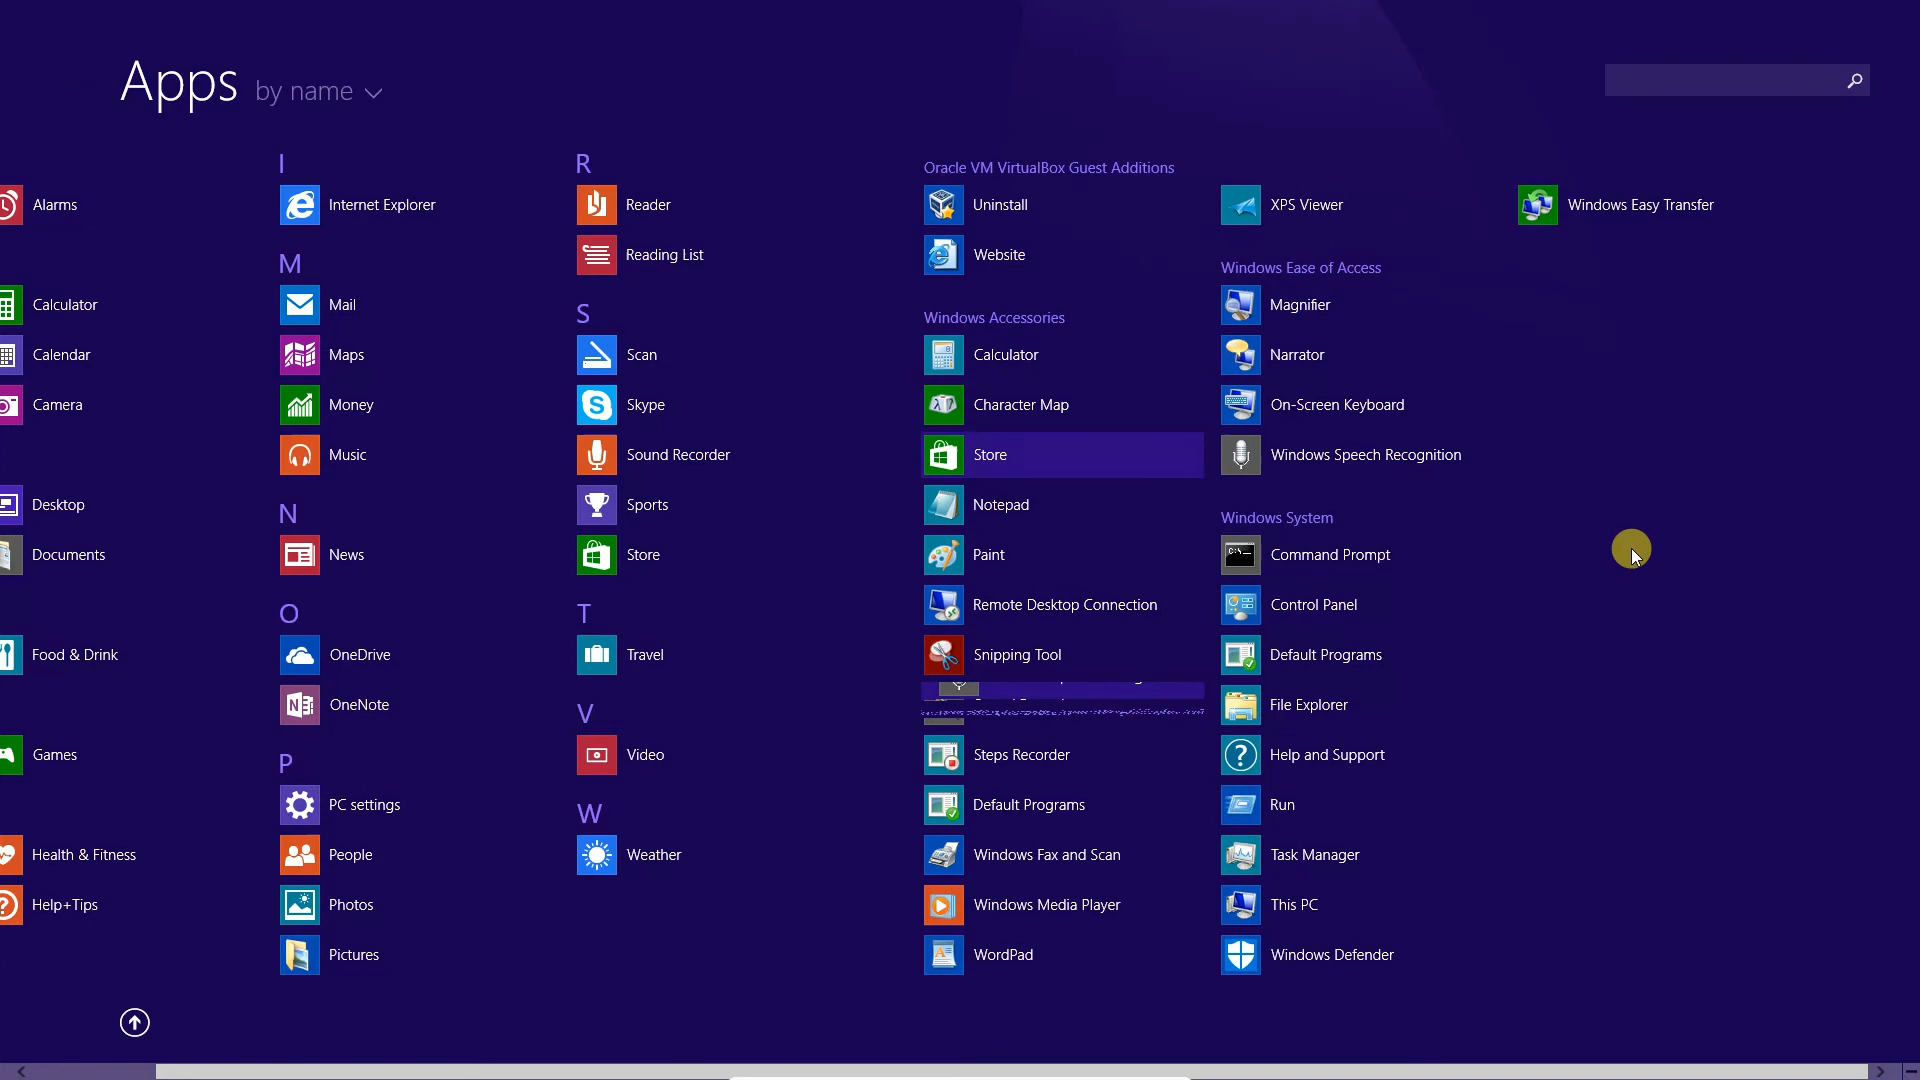 Apps by name
Alarms
Calculator
Calendar
Camera
Desktop
Documents
Food & Drink
Games
Health & Fitness
Help+Tips
I
Internet Explorer
M
Mail
Maps
Money
Music
N
News
O
OneDrive
OneNote
P
PC settings
People
Photos
Pictures
R
Reader
Reading List
S
Scan
Skype
Sound Recorder
Sports
Store
T
Travel
V
Video
W
Weather
Oracle VM VirtualBox Guest Additions
Uninstall
Website
Windows Accessories
Calculator
Character Map
Store
Notepad
Paint
Remote Desktop Connection
Snipping Tool
Steps Recorder
Default Programs
Windows Fax and Scan
Windows Media Player
WordPad
XPS Viewer
Windows Ease of Access
Magnifier
Narrator
On-Screen Keyboard
Windows Speech Recognition
Windows System
Command Prompt
Control Panel
Default Programs
File Explorer
Help and Support
Run
Task Manager
This PC
Windows Defender
Windows Easy Transfer